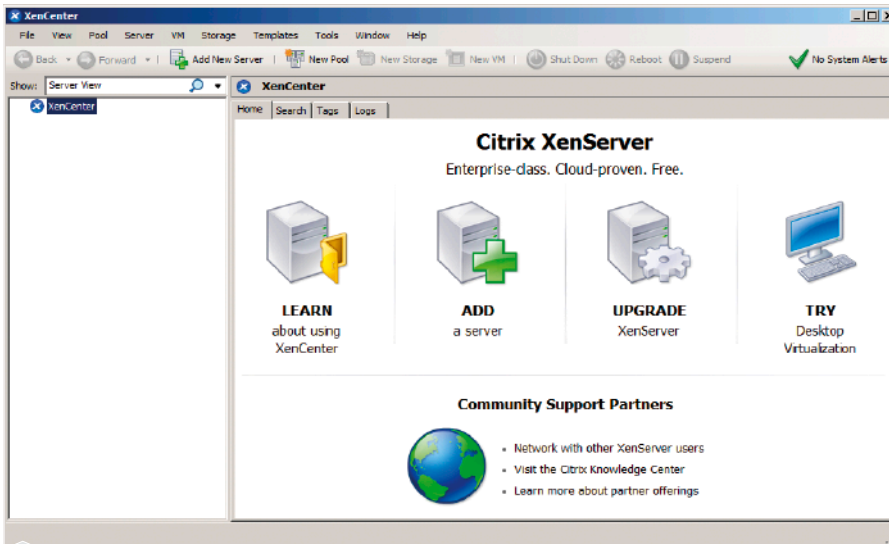 XenCenter
File View Pool Server VM Storage Templates Tools Window Help
Back Forward Add New Server New Pool New Storage New VM Shut Down Reboot Suspend No System Alerts
Show: Server View XenCenter
XenCenter
Home Search Tags Logs
Citrix XenServer
Enterprise-class. Cloud-proven. Free.
LEARN ADD UPGRADE TRY
about using a server XenServer Desktop
XenCenter Virtualization
Community Support Partners
Network with other XenServer users
Visit the Citrix Knowledge Center
Learn more about partner offerings